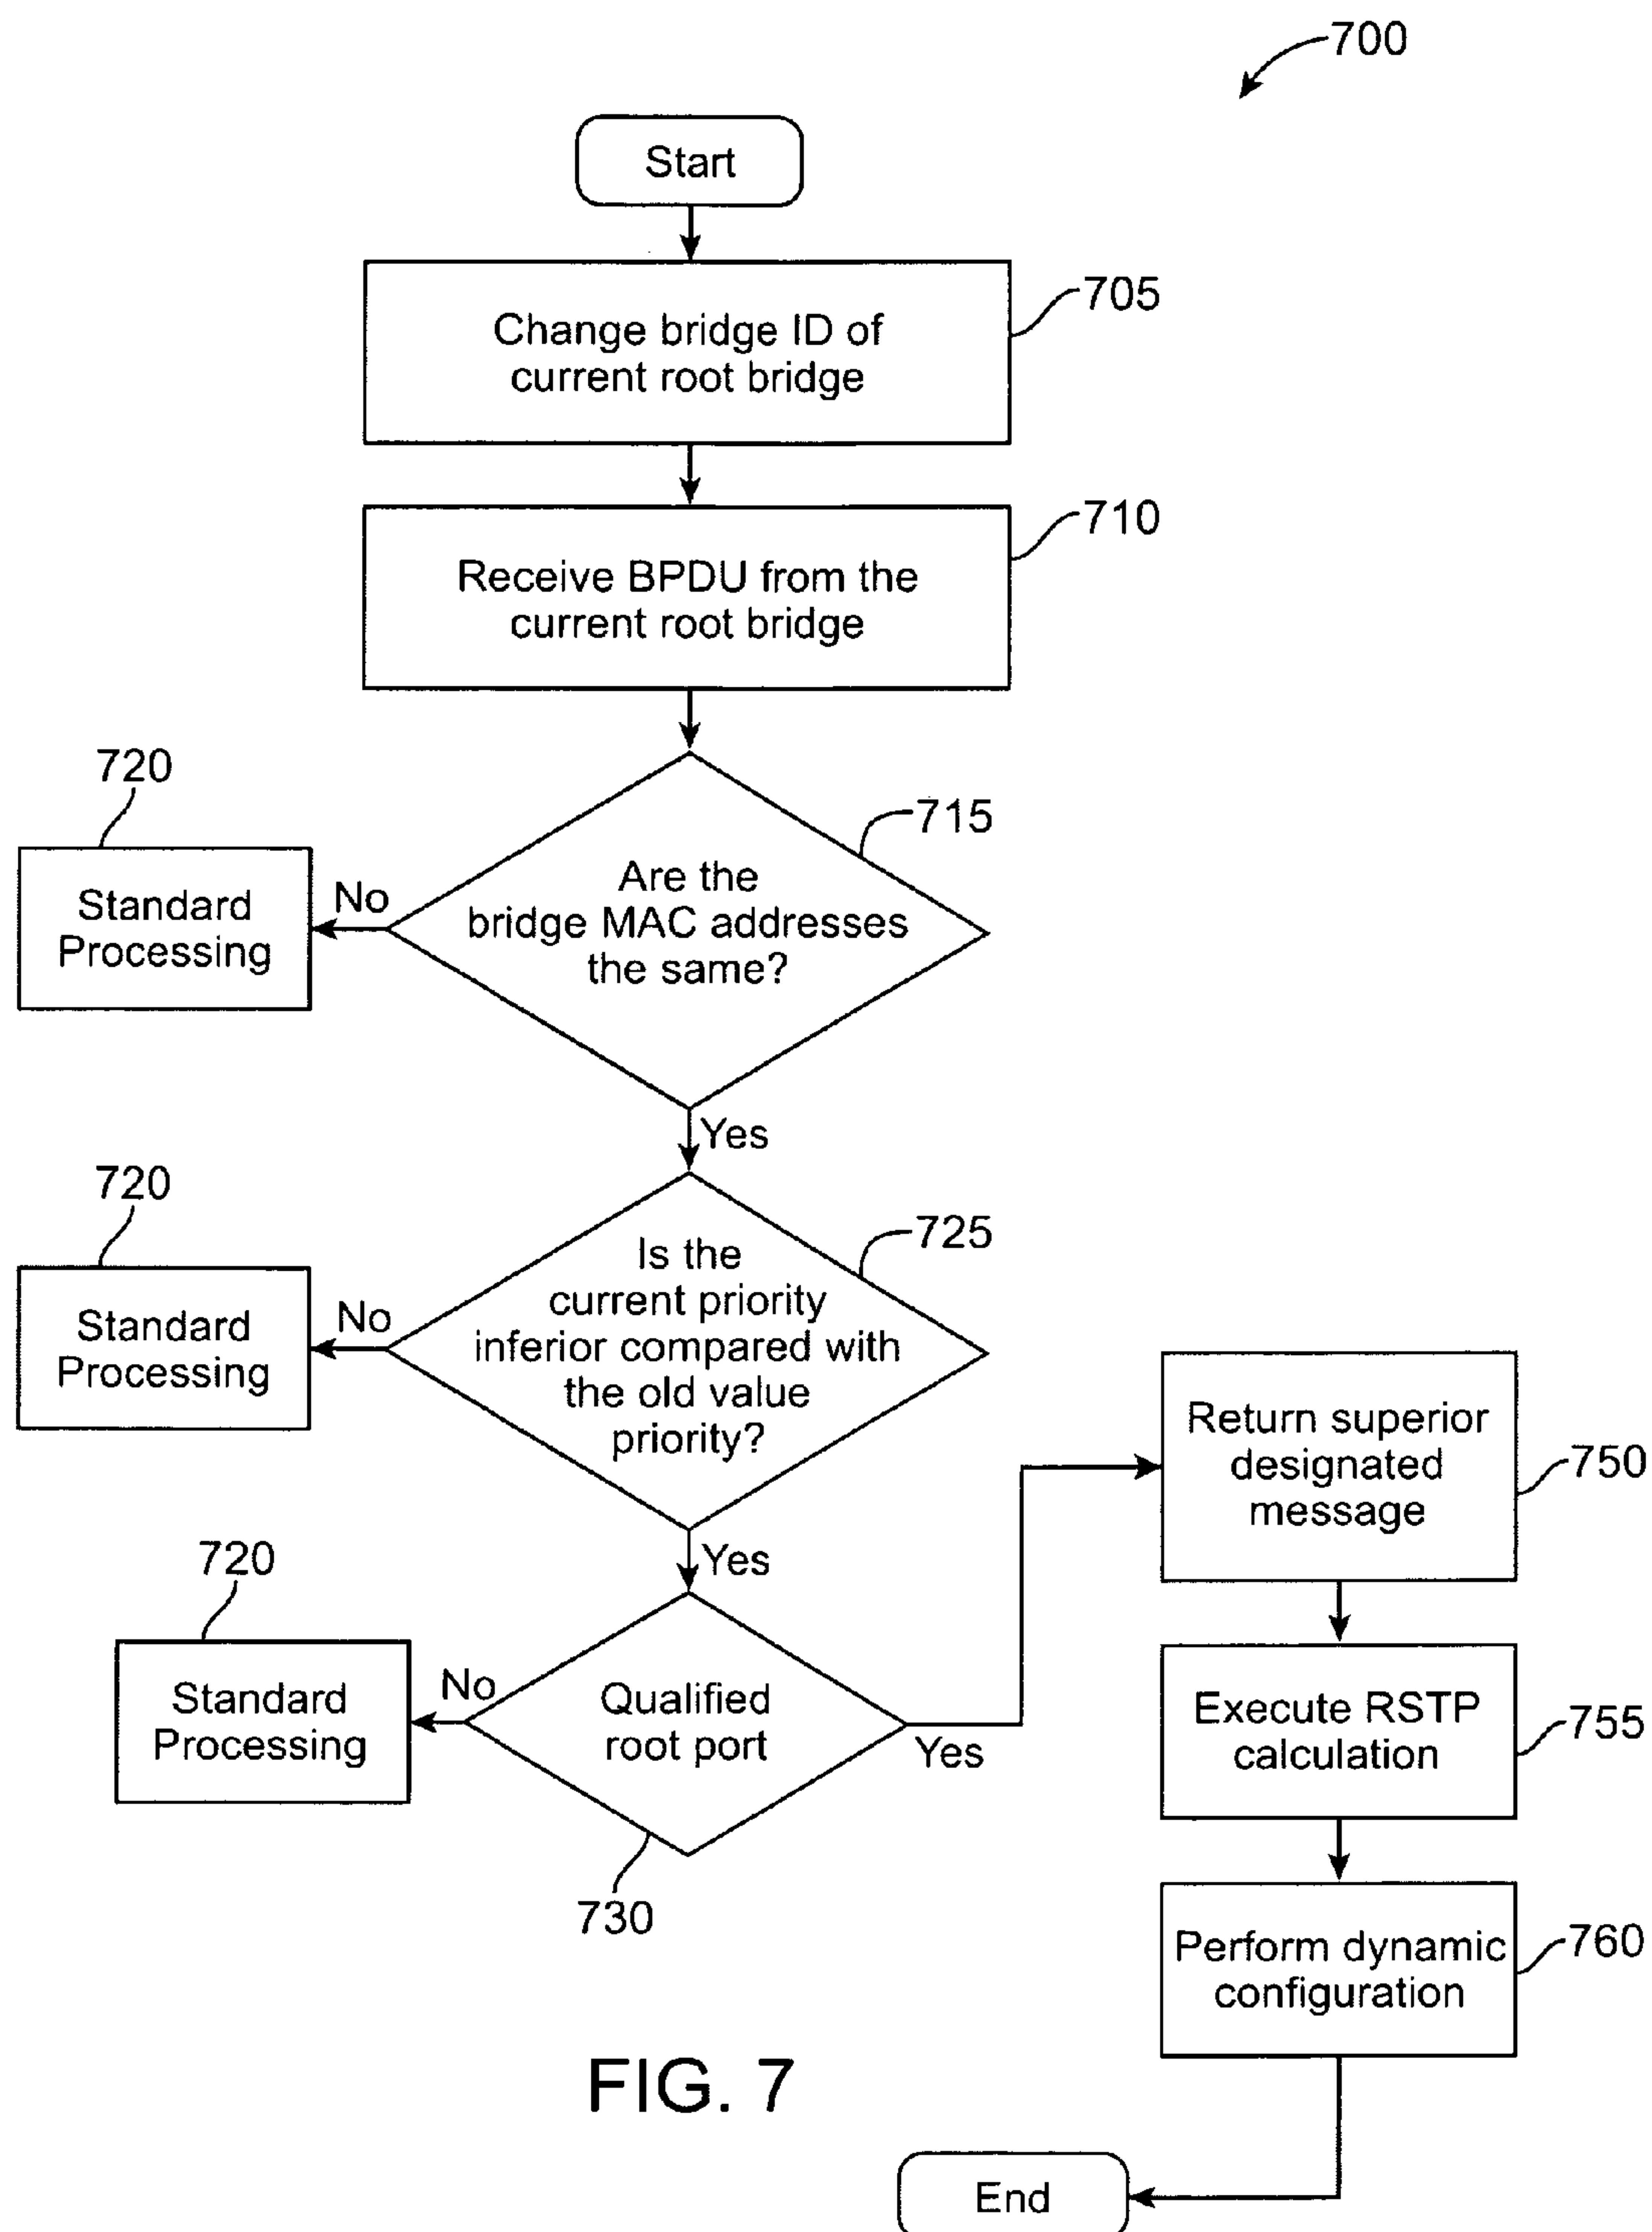 700
Start
Change bridge ID of
current root bridge
705
Receive BPDU from the
current root bridge
710
Are the
bridge MAC addresses
the same?
715
No
720
Standard
Processing
Yes
Is the
current priority
inferior compared with
the old value
priority?
725
No
720
Standard
Processing
Yes
Qualified
root port
730
No
720
Standard
Processing
Yes
Return superior
designated
message
750
Execute RSTP
calculation
755
Perform dynamic
configuration
760
End
FIG. 7